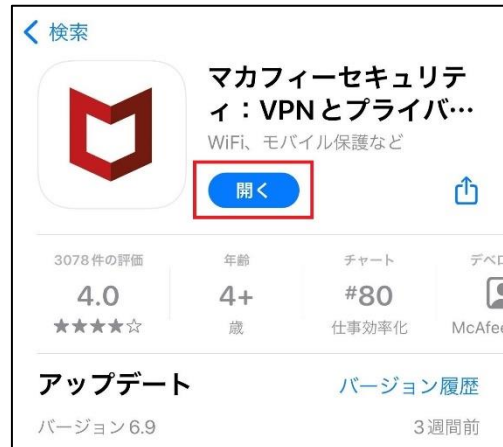 検索
マカフィーセキュリテ
ィ：VPNとプライバ…
WiFi、モバイル保護など
開く
3078件の評価
年齢
チャート
デベロ
4.0
4+
#80
★★★★☆
歳
仕事効率化
McAfee
アップデート
バージョン履歴
バージョン 6.9
3週間前